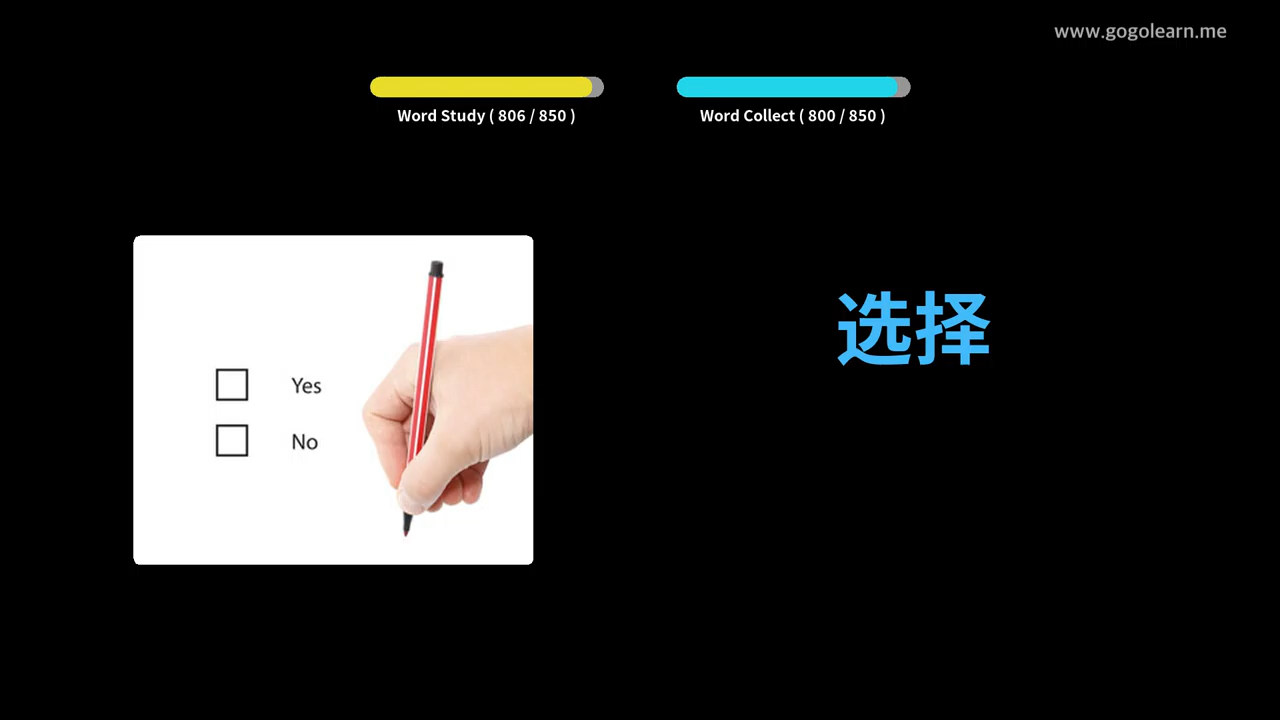 www.gogolearn.me
Word Study ( 806 / 850 )
Word Collect ( 800 / 850 )
选择
Yes
No